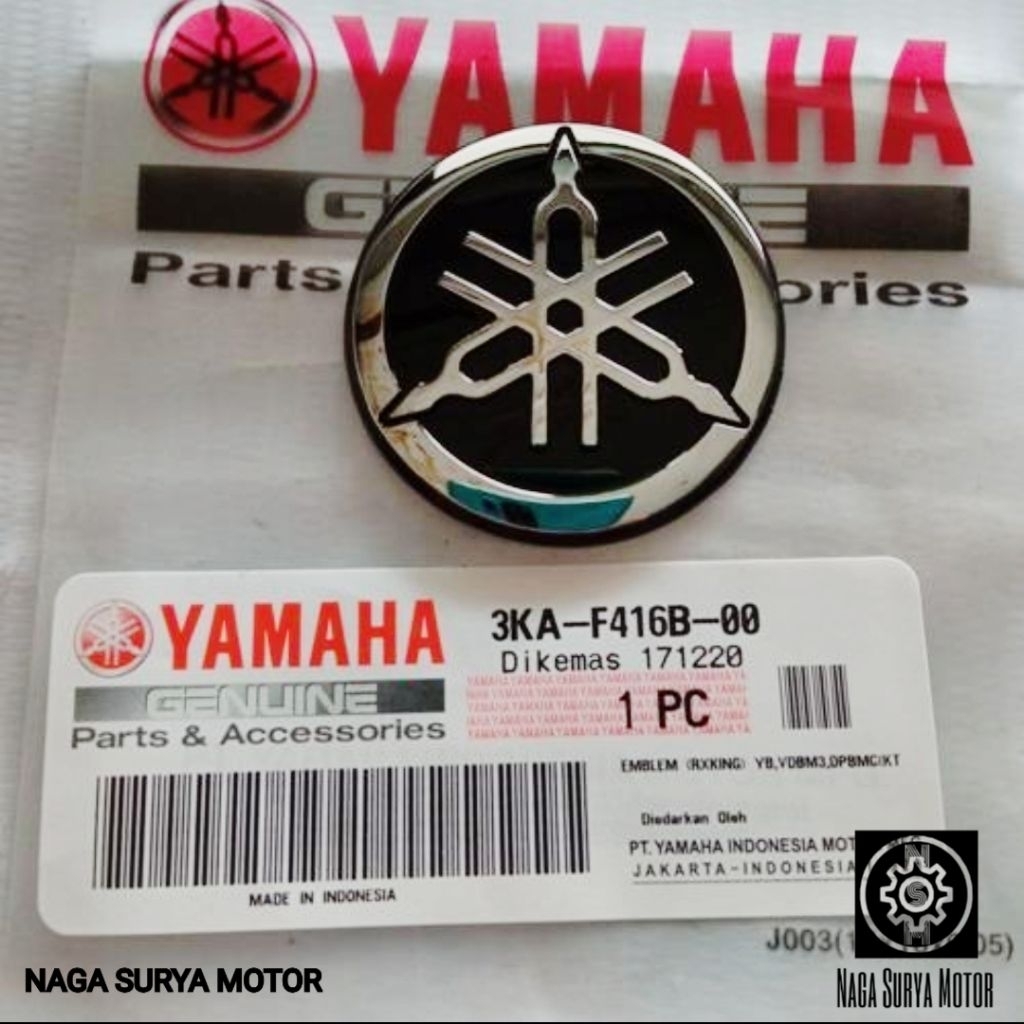 YAMAHA
G E
Parts ories
YAMAHA
GENUINE
Parts & Accessories
3KA-F416B-00
Dikemas 171220
1 PC
EMBLEM (RXKING) YB,VDBM3,DPBMC/KT
Diedarkan Oleh
PT. YAMAHA INDONESIA MOT
JAKARTA-INDONESIA
MADE IN INDONESIA
J003(
NAGA SURYA MOTOR
N
S
M
NAGA SURYA MOTOR